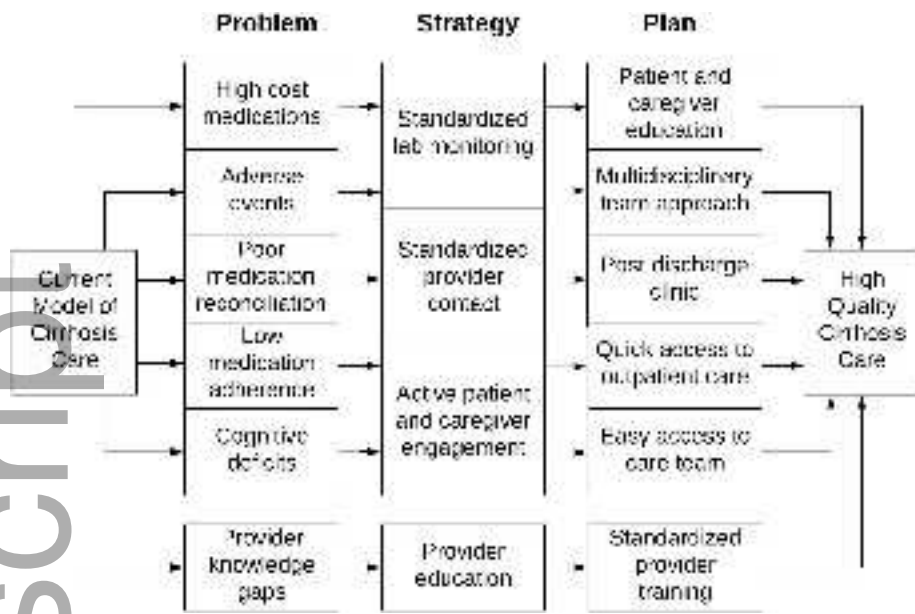 Problem
Strategy
Plan
High cost
medications
Adverse
events
Poor
medication
reconciliation
Low
medication
adherence
Cognitive
deficits
Provider
knowledge
gaps
Standardized
lab monitoring
Standardized
provider
contact
Active patient
and caregiver
engagement
Provider
education
Patient and
caregiver
education
Multidisciplinary
team approach
Post discharge
clinic
Quick access to
outpatient care
Easy access to
care team
Standardized
provider
training
Current
Model of
Cirrhosis
Care
High
Quality
Cirrhosis
Care
script